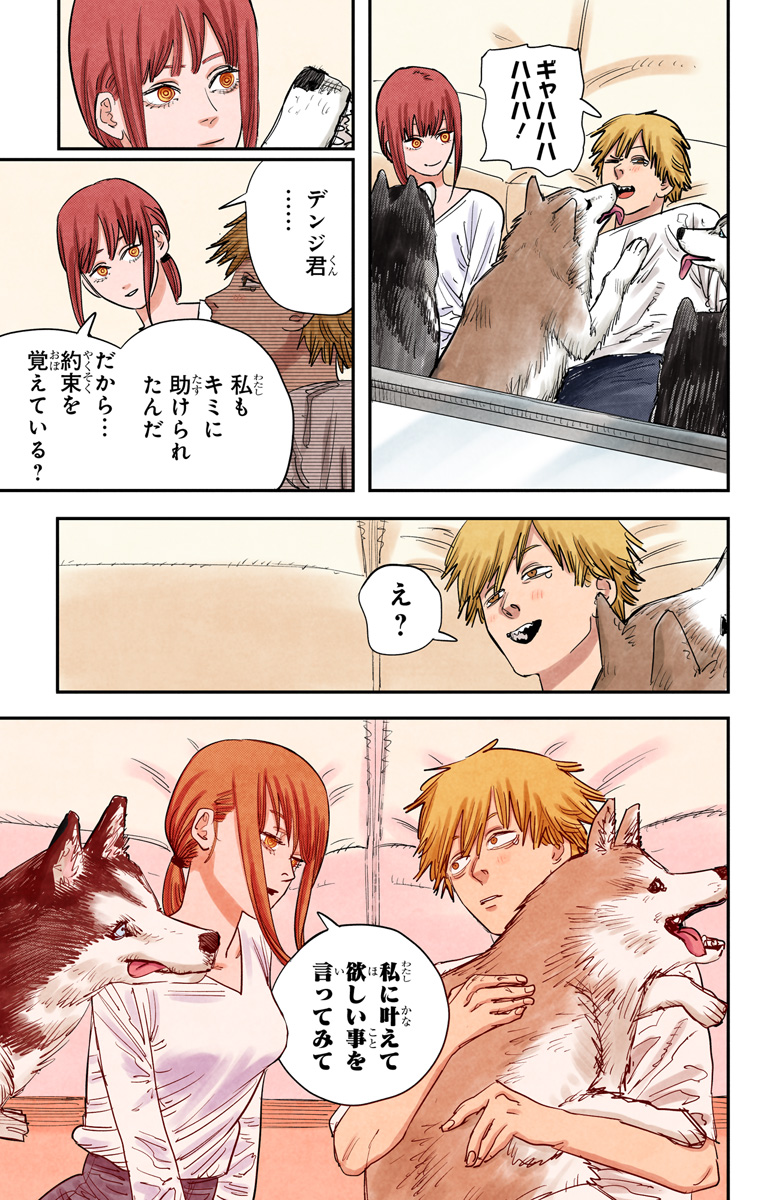 ギャハハハ
ハハハ！
デンジ君
……
私も
キミに
助けられ
たんだ
だから…
約束を
覚えている？
え？
私に叶えて
欲しい事を
言ってみて